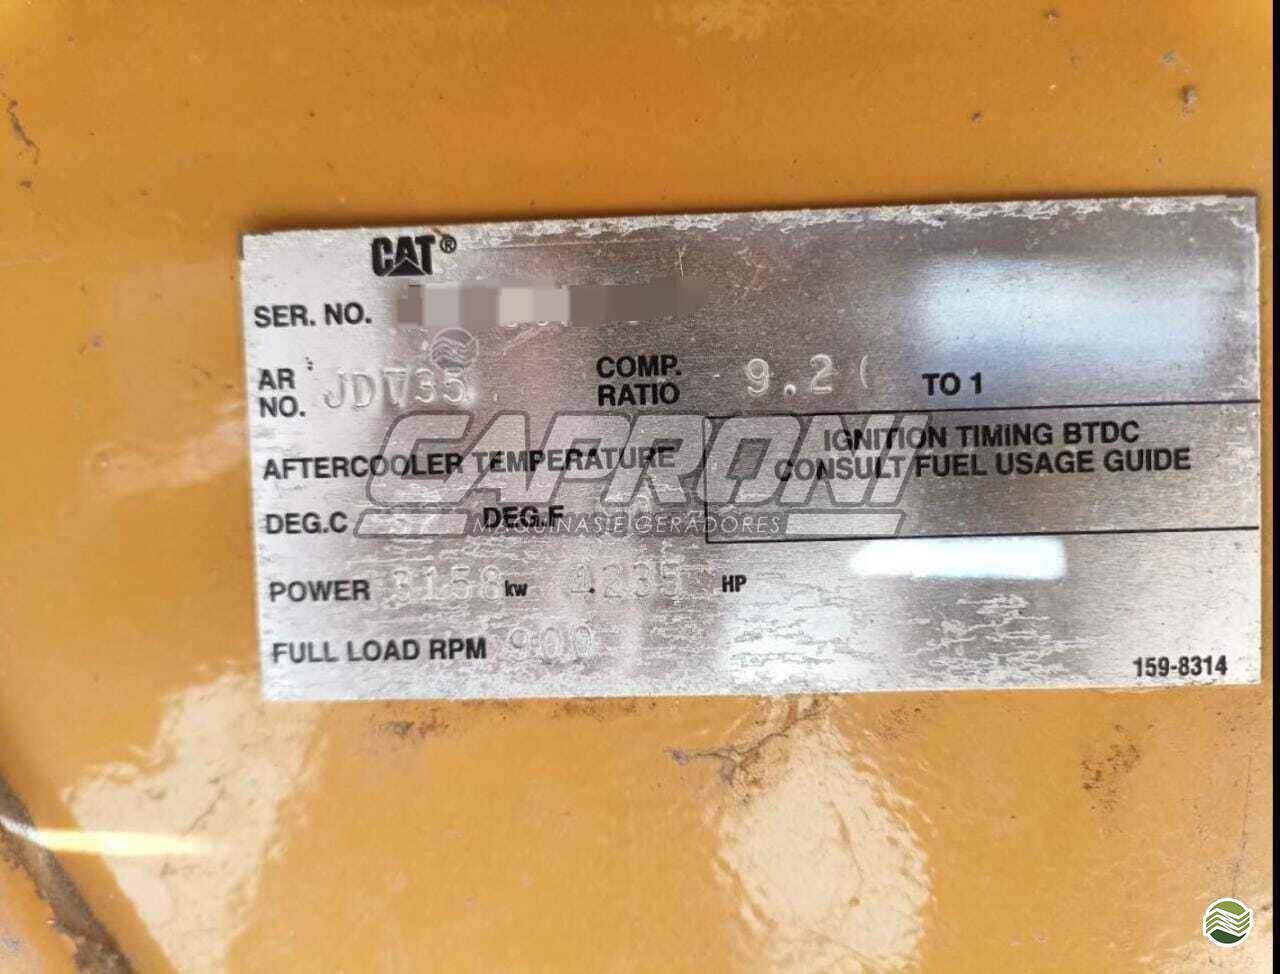 CAT®
SER. NO.
AR NO. JDV35 COMP. RATIO 9.2 TO 1
AFTERCOOLER TEMPERATURE
DEG.C DEG.F
IGNITION TIMING BTDC
CONSULT FUEL USAGE GUIDE
POWER 3158 kw 4235 HP
FULL LOAD RPM 900
159-8314
CAPRONI
MÁQUINAS E GERADORES